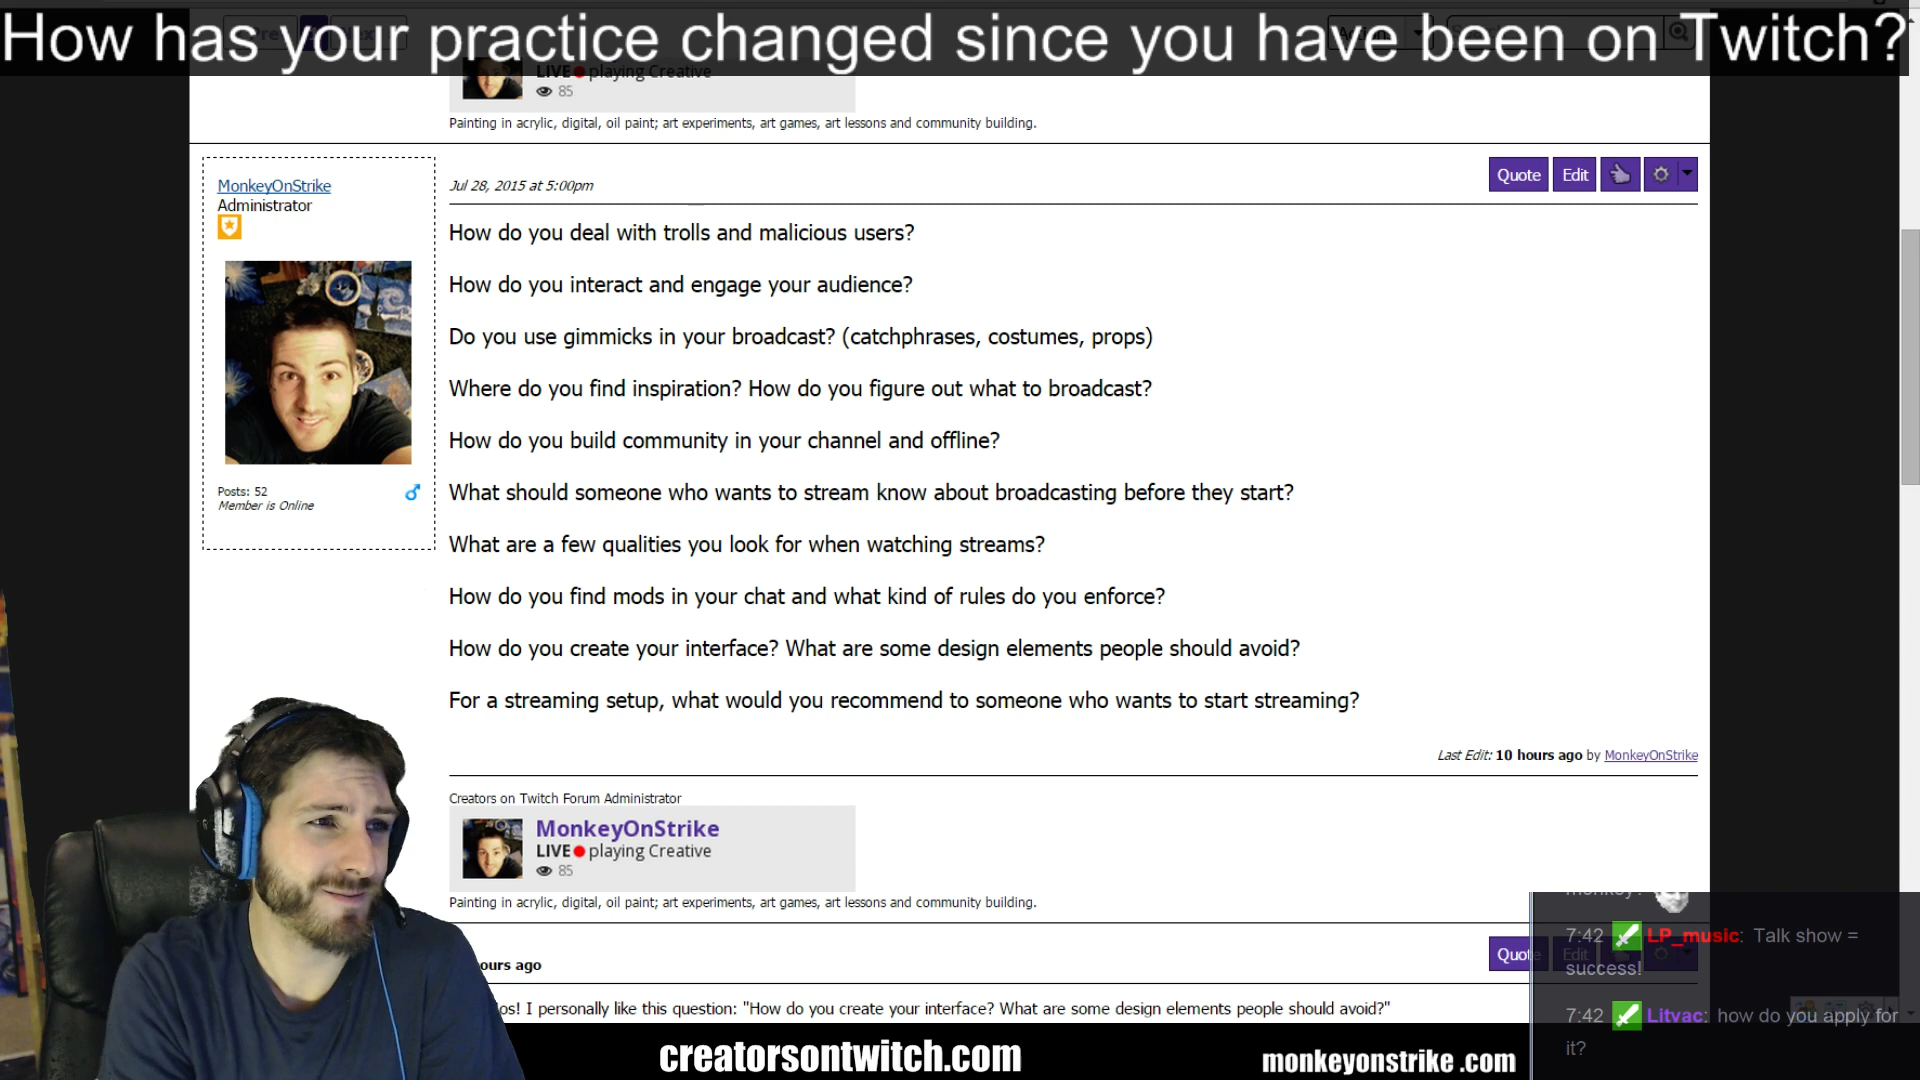 How has your practice changed since you have been on Twitch?
LIVE playing Creative
85
Painting in acrylic, digital, oil paint; art experiments, art games, art lessons and community building.
MonkeyOnStrike
Administrator
Posts: 52
Member is Online
Jul 28, 2015 at 5:00pm
Quote Edit
How do you deal with trolls and malicious users?
How do you interact and engage your audience?
Do you use gimmicks in your broadcast? (catchphrases, costumes, props)
Where do you find inspiration? How do you figure out what to broadcast?
How do you build community in your channel and offline?
What should someone who wants to stream know about broadcasting before they start?
What are a few qualities you look for when watching streams?
How do you find mods in your chat and what kind of rules do you enforce?
How do you create your interface? What are some design elements people should avoid?
For a streaming setup, what would you recommend to someone who wants to start streaming?
Last Edit: 10 hours ago by MonkeyOnStrike
Creators on Twitch Forum Administrator
MonkeyOnStrike
LIVE playing Creative
85
Painting in acrylic, digital, oil paint; art experiments, art games, art lessons and community building.
ours ago
Quote Edit
os! I personally like this question: "How do you create your interface? What are some design elements people should avoid?"
7:42 LP_music: Talk show =
success!
7:42 Litvac: how do you apply for
it?
creatorsontwitch.com
monkeyonstrike .com